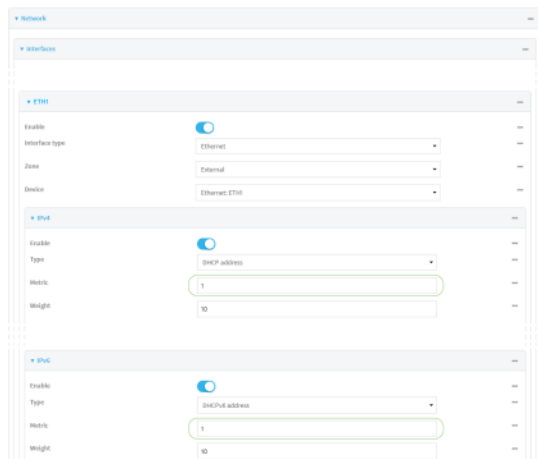 Network
Interfaces
ETH1
Enable
Interface type
Ethernet
Zone
External
Device
Ethernet: ETH1
IPv4
Enable
Type
DHCP address
Metric
1
Weight
10
IPv6
Enable
Type
DHCPv6 address
Metric
1
Weight
10